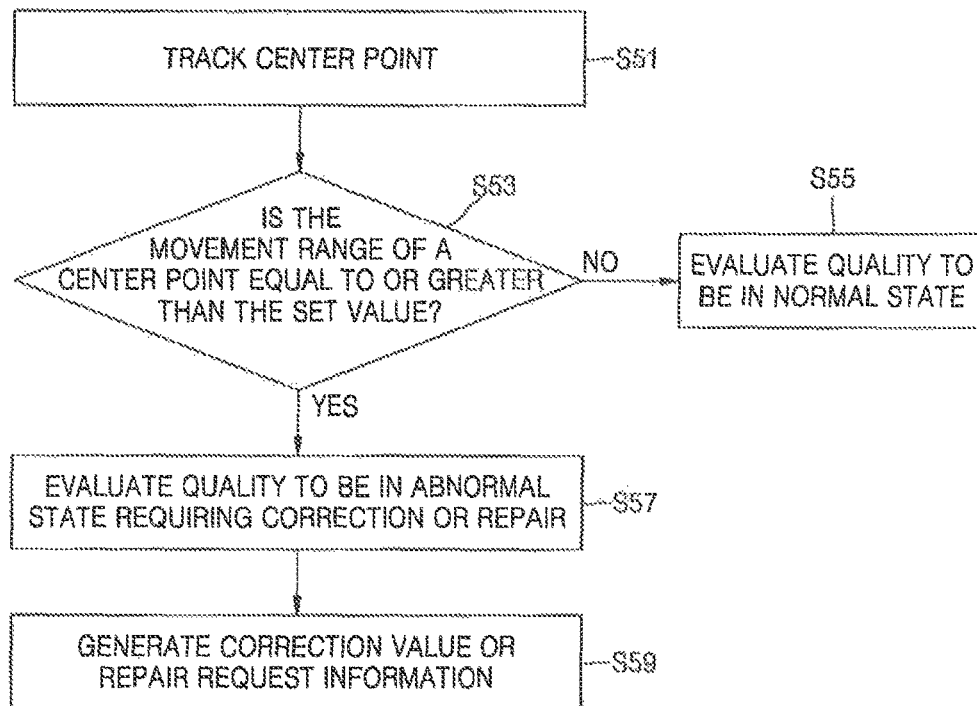 TRACK CENTER POINT
S51
S53
IS THE
MOVEMENT RANGE OF A
CENTER POINT EQUAL TO OR GREATER
THAN THE SET VALUE?
NO
S55
EVALUATE QUALITY TO
BE IN NORMAL STATE
YES
EVALUATE QUALITY TO BE IN ABNORMAL
STATE REQUIRING CORRECTION OR REPAIR
S57
GENERATE CORRECTION VALUE OR
REPAIR REQUEST INFORMATION
S59